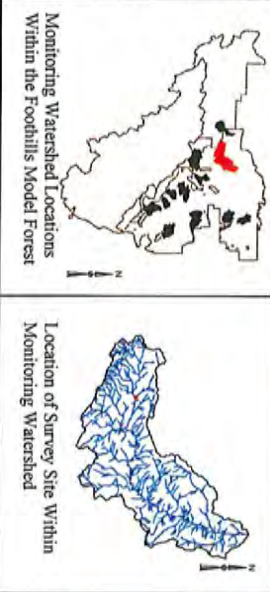 Monitoring Watershed Locations
Within the Foothills Model Forest
N
Location of Survey Site Within
Monitoring Watershed
N